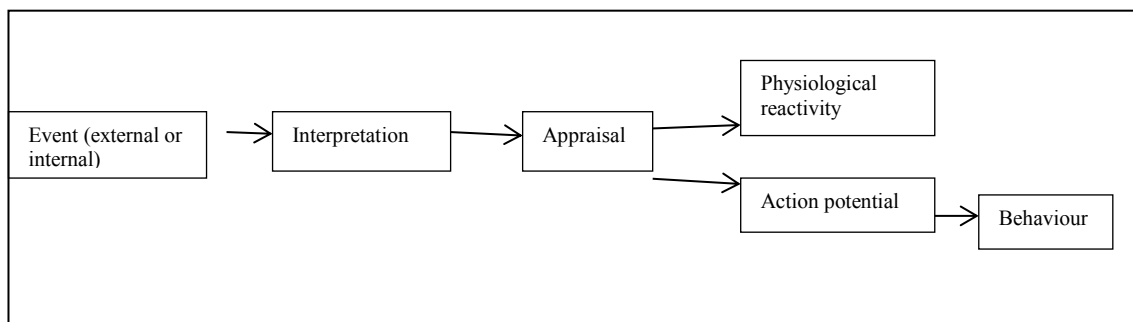 Event (external or
internal)
Interpretation
Appraisal
Physiological
reactivity
Action potential
Behaviour